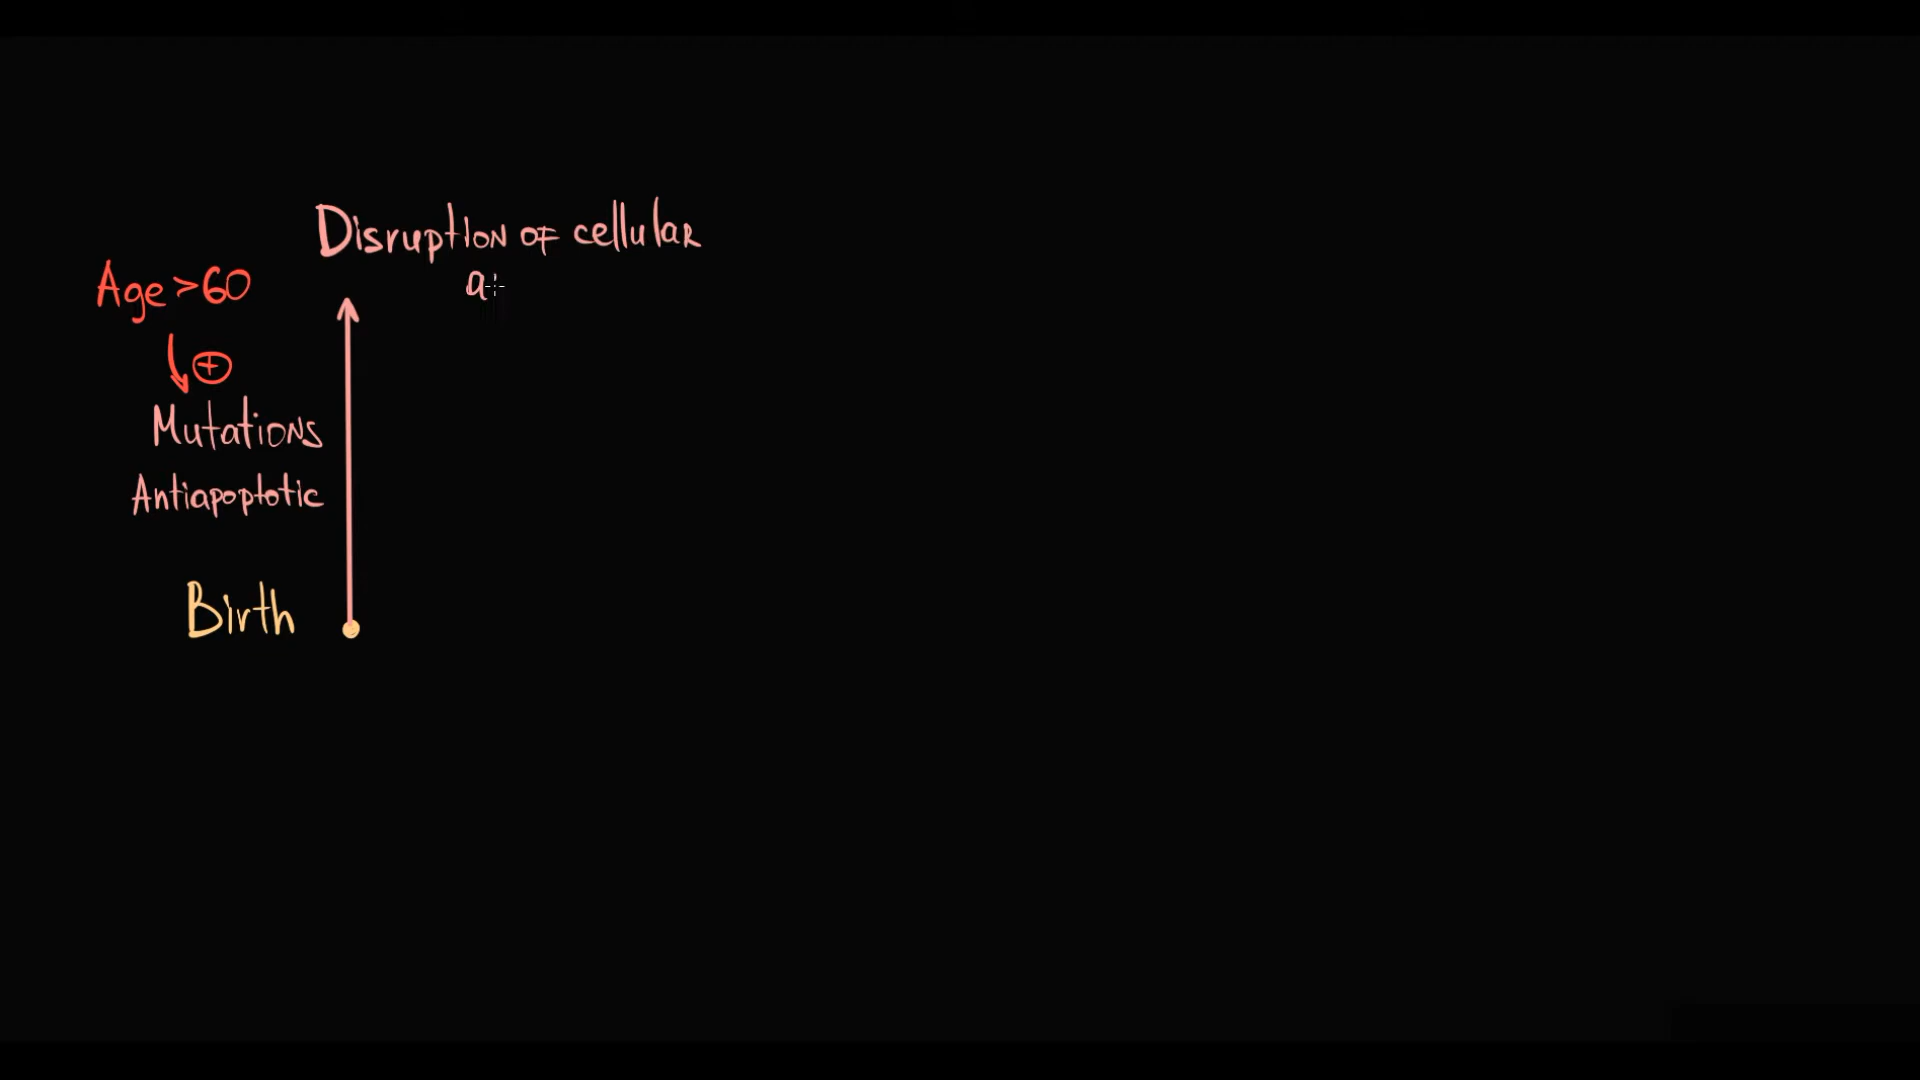 Disruption of cellular
a
Age >60
+
Mutations
Antiapoptotic
Birth